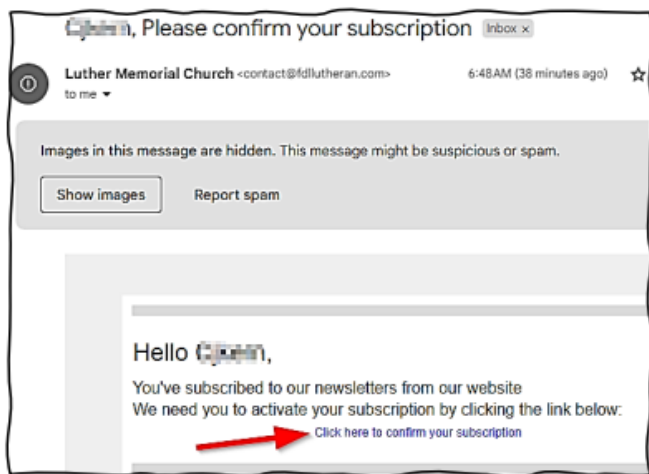 , Please confirm your subscription Inbox x
Luther Memorial Church <contact@fdllutheran.com> 6:48AM (38 minutes ago)
to me
Images in this message are hidden. This message might be suspicious or spam.
Show images Report spam
Hello ,
You've subscribed to our newsletters from our website
We need you to activate your subscription by clicking the link below:
Click here to confirm your subscription